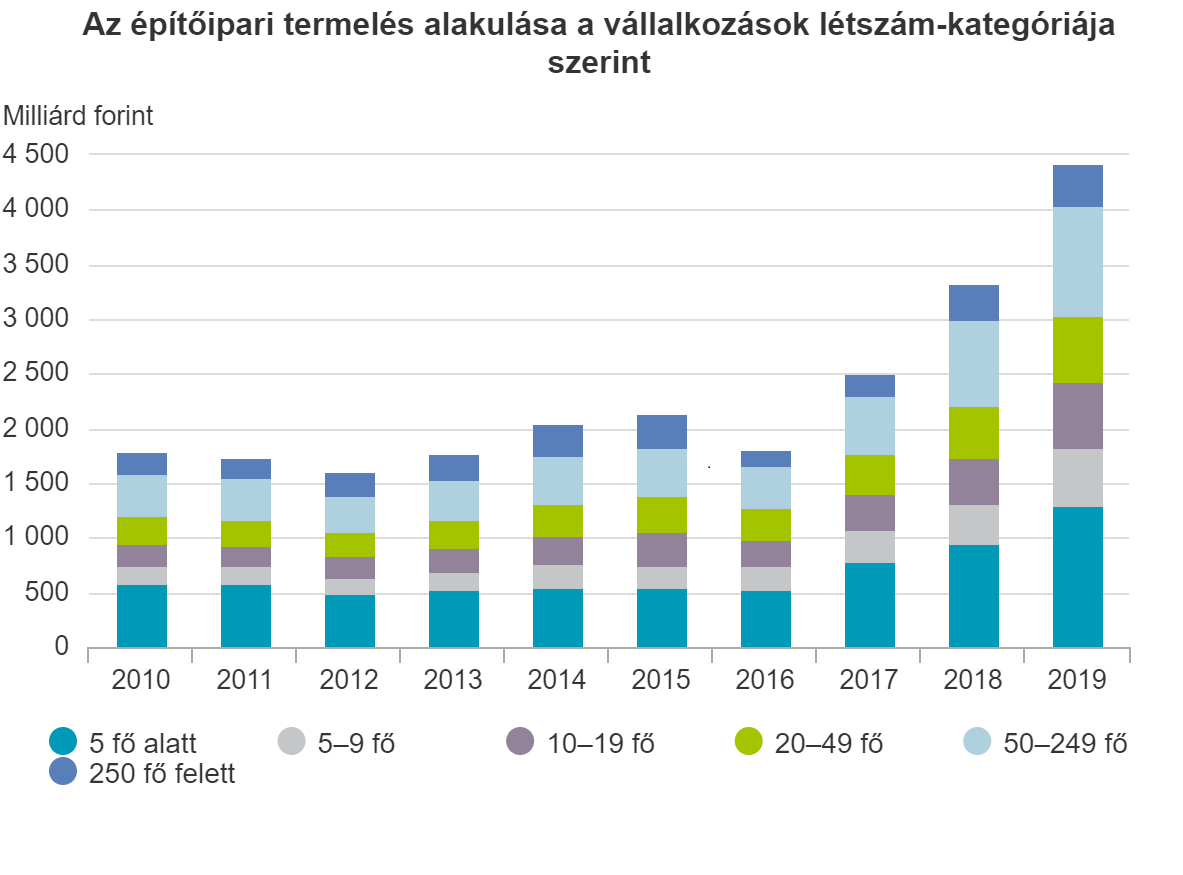 Az építőipari termelés alakulása a vállalkozások létszám-kategóriája
szerint
Milliárd forint
4 500
4 000
3 500
3 000
2 500
2 000
1 500
1 000
500
0
2010 2011 2012 2013 2014 2015 2016 2017 2018 2019
5 fő alatt 5–9 fő 10–19 fő 20–49 fő 50–249 fő
250 fő felett